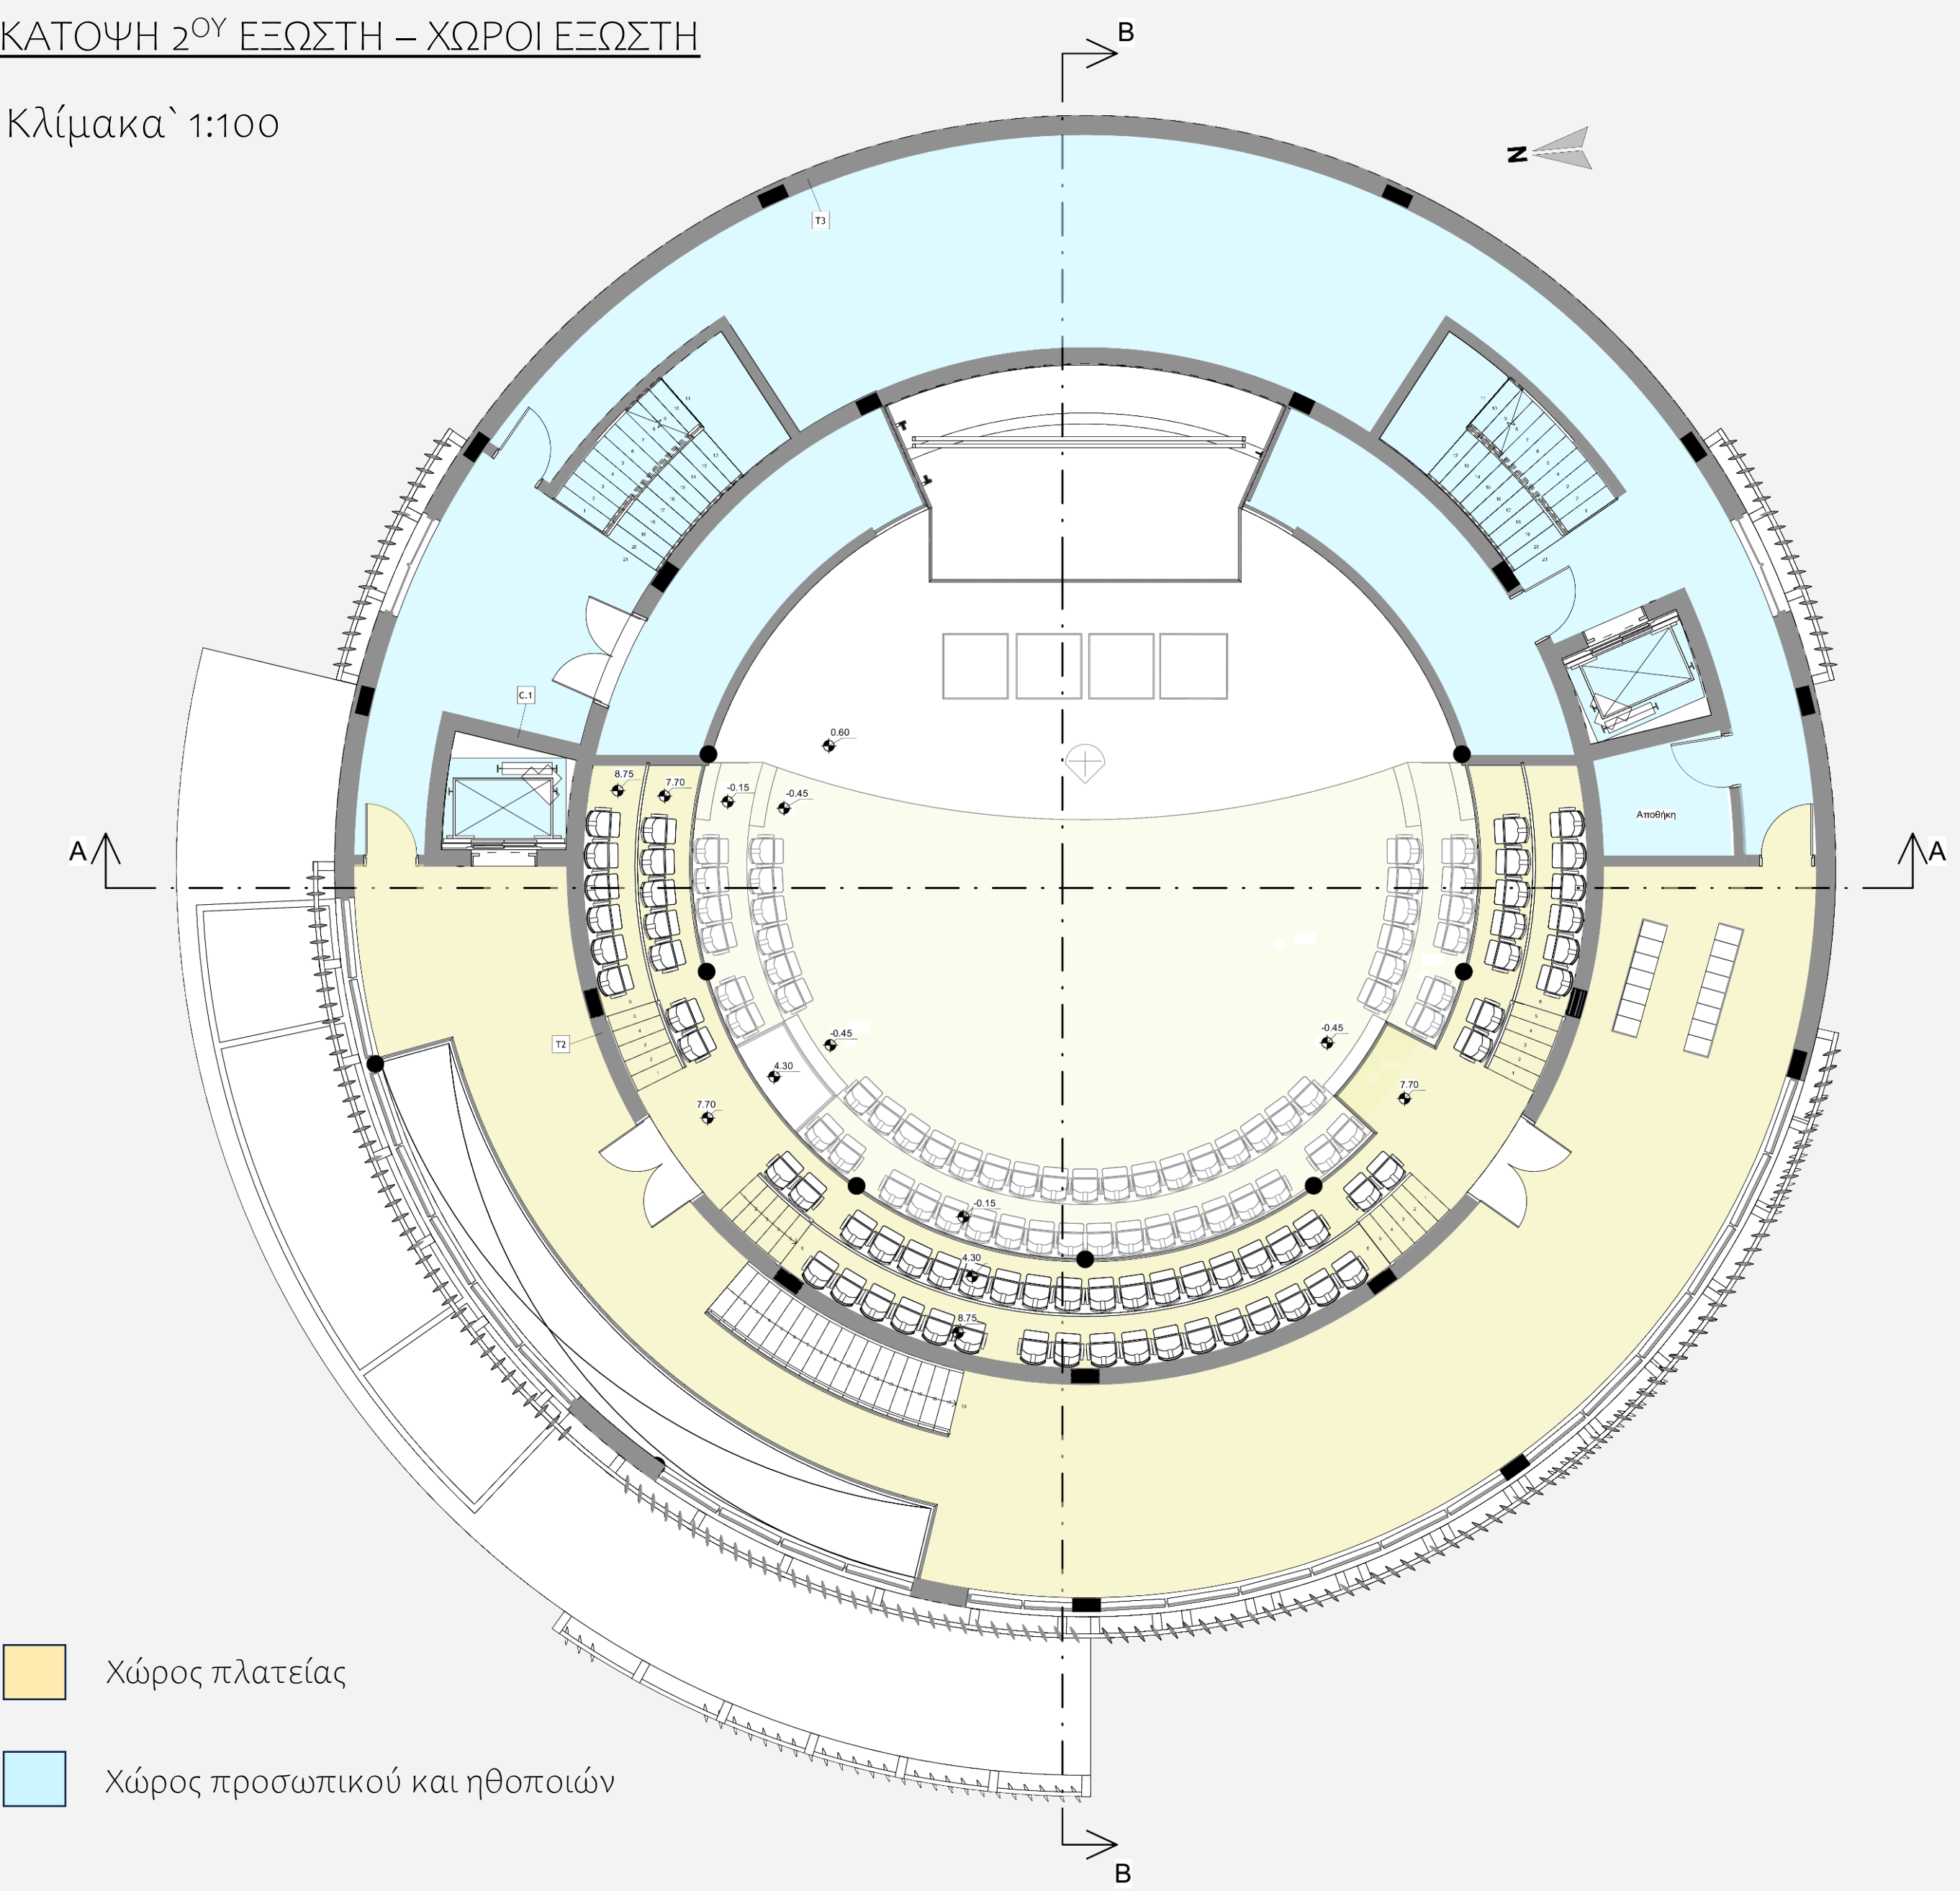 ΚΑΤΟΨΗ 2ΟΥ ΕΞΩΣΤΗ – ΧΩΡΟΙ ΕΞΩΣΤΗ
B
Κλίμακα` 1:100
N
T3
C.1
0.60
8.75
7.70
-0.15
-0.45
Αποθήκη
A
A
T2
-0.45
-0.45
4.30
7.70
7.70
-0.15
4.30
8.75
Χώρος πλατείας
Χώρος προσωπικού και ηθοποιών
B